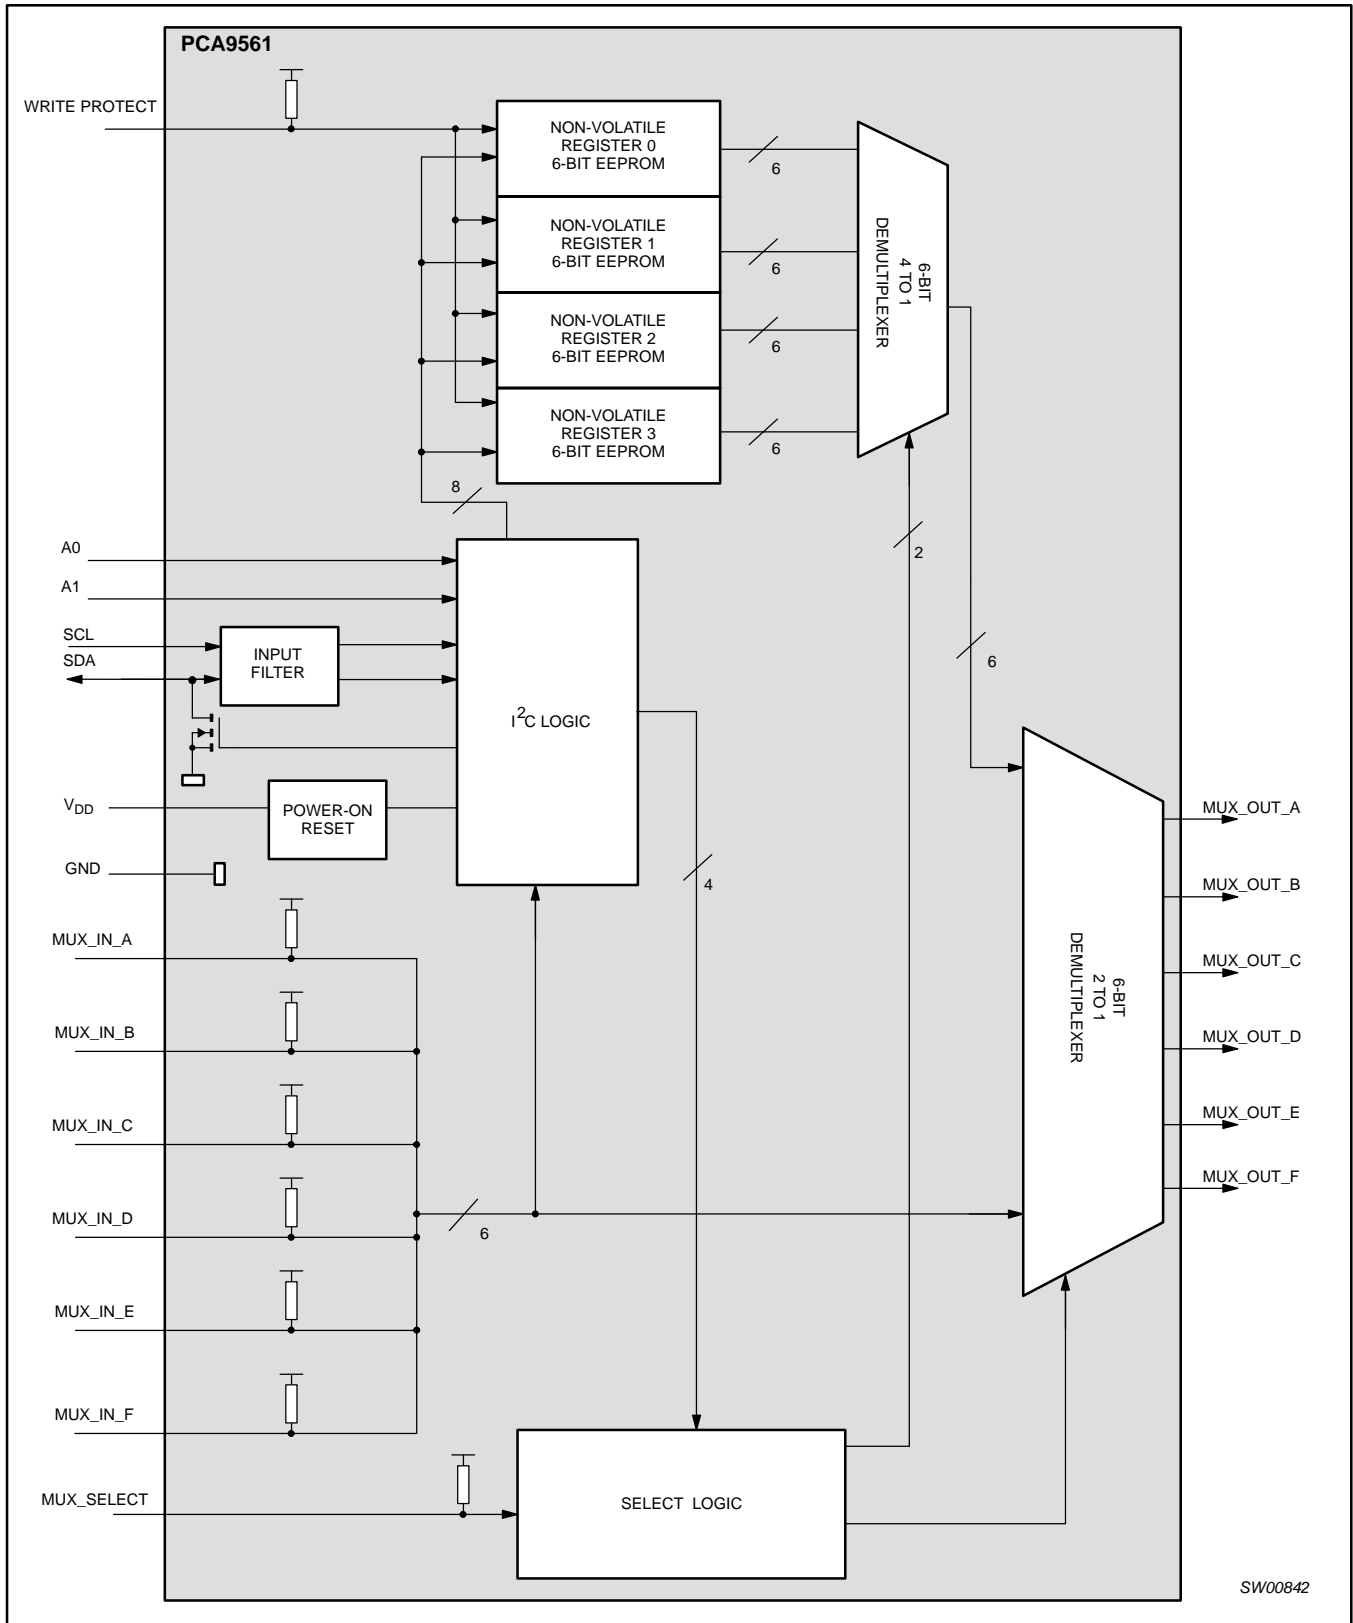 PCA9561
WRITE PROTECT
NON-VOLATILE
REGISTER 0
6-BIT EEPROM
6
NON-VOLATILE
REGISTER 1
6-BIT EEPROM
6
NON-VOLATILE
REGISTER 2
6-BIT EEPROM
6
NON-VOLATILE
REGISTER 3
6-BIT EEPROM
6
6-BIT
4 TO 1
DEMULTIPLEXER
8
2
6
A0
A1
SCL
SDA
INPUT
FILTER
I2C LOGIC
VDD
POWER-ON
RESET
GND
4
MUX_IN_A
MUX_IN_B
MUX_IN_C
MUX_IN_D
MUX_IN_E
MUX_IN_F
6
6-BIT
2 TO 1
DEMULTIPLEXER
MUX_OUT_A
MUX_OUT_B
MUX_OUT_C
MUX_OUT_D
MUX_OUT_E
MUX_OUT_F
MUX_SELECT
SELECT LOGIC
SW00842